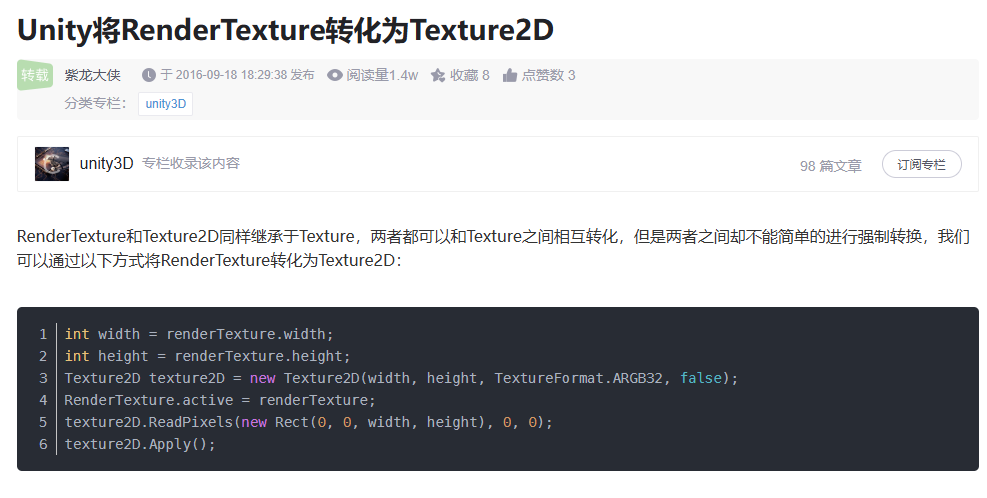 Unity将RenderTexture转化为Texture2D
转载 紫龙大侠 于 2016-09-18 18:29:38 发布 阅读量1.4w 收藏 8 点赞数 3
分类专栏： unity3D
unity3D 专栏收录该内容 98 篇文章 订阅专栏
RenderTexture和Texture2D同样继承于Texture，两者都可以和Texture之间相互转化，但是两者之间却不能简单的进行强制转换，我们
可以通过以下方式将RenderTexture转化为Texture2D：
1 int width = renderTexture.width;
2 int height = renderTexture.height;
3 Texture2D texture2D = new Texture2D(width, height, TextureFormat.ARGB32, false);
4 RenderTexture.active = renderTexture;
5 texture2D.ReadPixels(new Rect(0, 0, width, height), 0, 0);
6 texture2D.Apply();